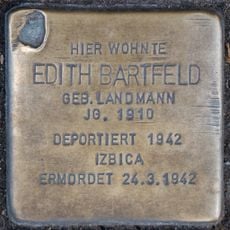 HIER WOHNTE
EDITH BARTFELD
GEB. LANDMANN
JG. 1910
DEPORTIERT 1942
IZBICA
ERMORDET 24.3.1942